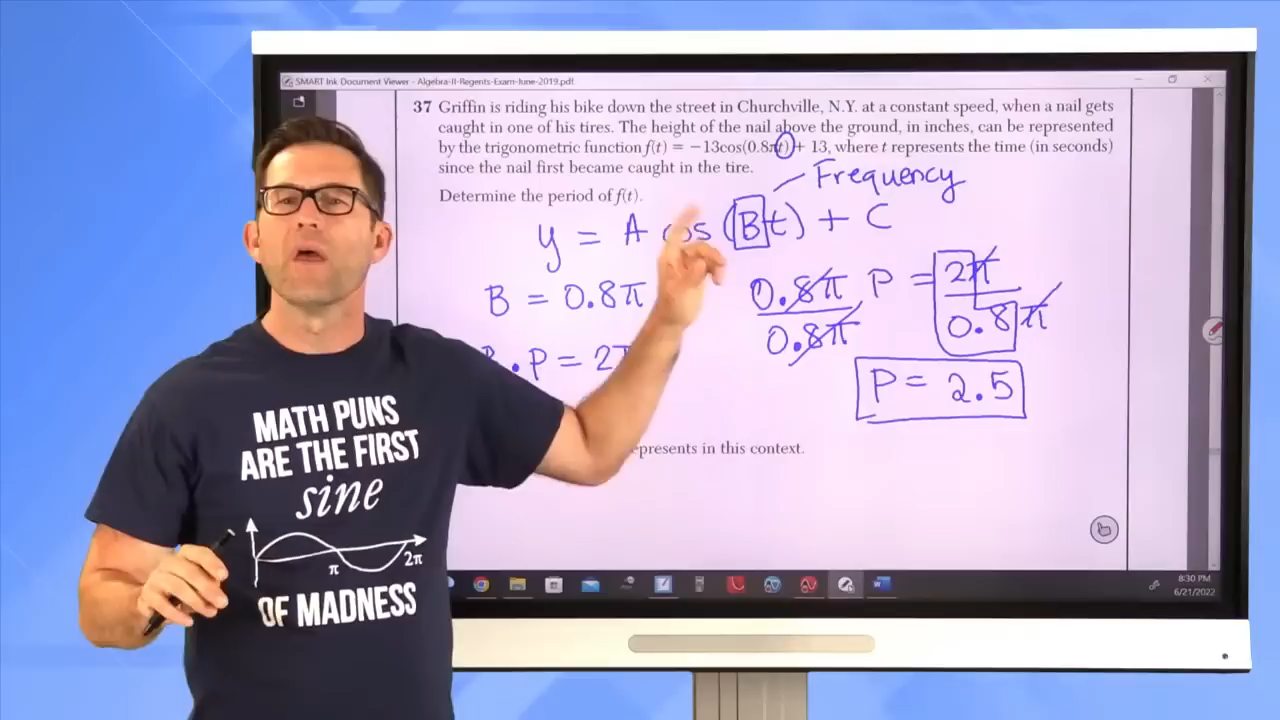 SMART Ink Document Viewer - Algebra-II-Regents-Exam-June-2019.pdf
37 Griffin is riding his bike down the street in Churchville, N.Y. at a constant speed, when a nail gets
caught in one of his tires. The height of the nail above the ground, in inches, can be represented
by the trigonometric function f(t) = −13cos(0.8πt) + 13, where t represents the time (in seconds)
since the nail first became caught in the tire.
Frequency
Determine the period of f(t).
y = A cos (Bt) + C
B = 0.8π
0.8π P = 2π
0.8π 0.8π
• P = 2π
P = 2.5
presents in this context.
MATH PUNS
ARE THE FIRST
sine
π 2π
OF MADNESS
8:30 PM
6/21/2022